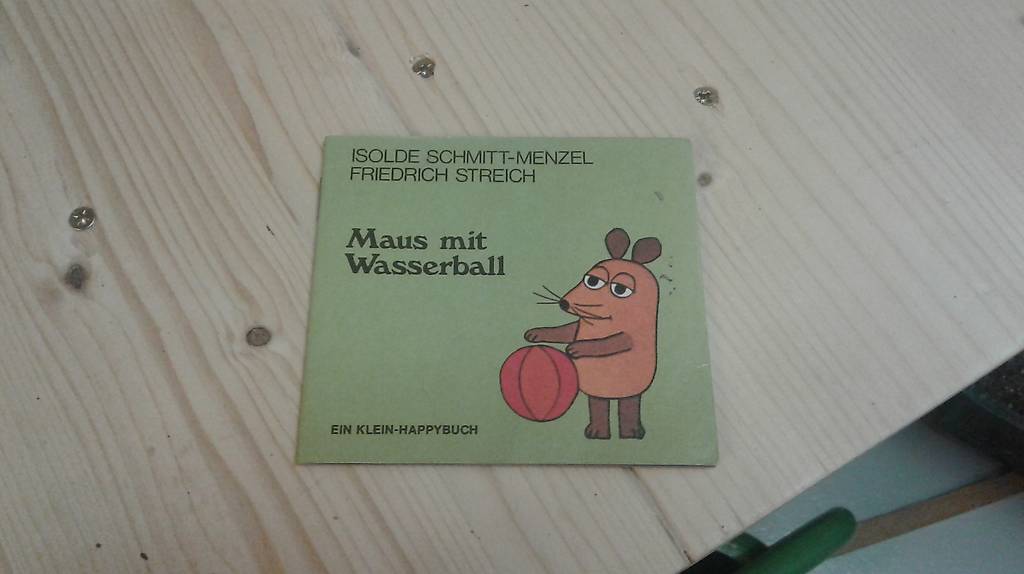 ISOLDE SCHMITT-MENZEL
FRIEDRICH STREICH
Maus mit
Wasserball
EIN KLEIN-HAPPYBUCH